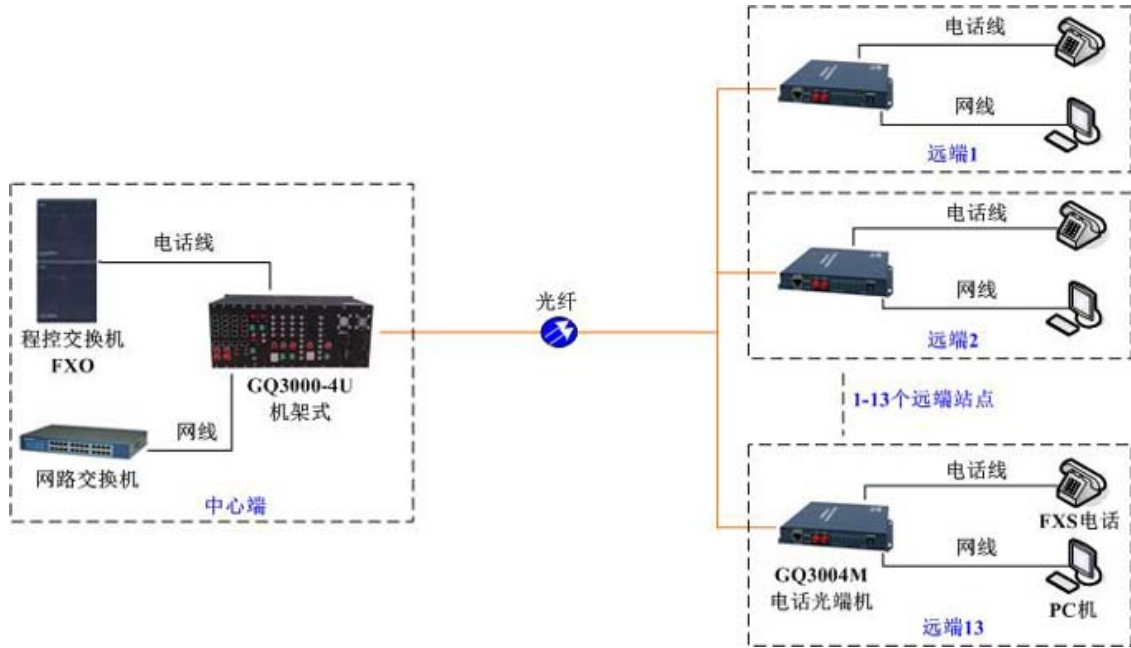 电话线
网线
远端1
电话线
程控交换机
FXO
GQ3000-4U
机架式
网线
网路交换机
中心端
光纤
电话线
网线
远端2
1-13个远端站点
电话线
FXS电话
网线
GQ3004M
电话光端机
PC机
远端13